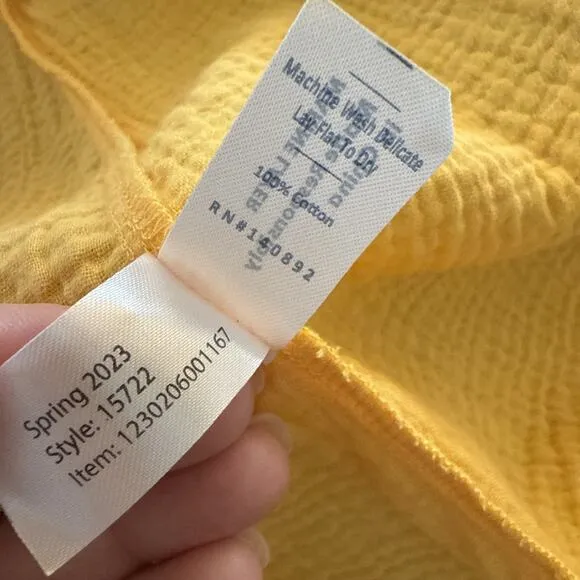 Machine Wash Delicate
Lay Flat To Dry
100% Cotton
RN#140892
Spring 2023
Style: 15722
Item: 1230206001167